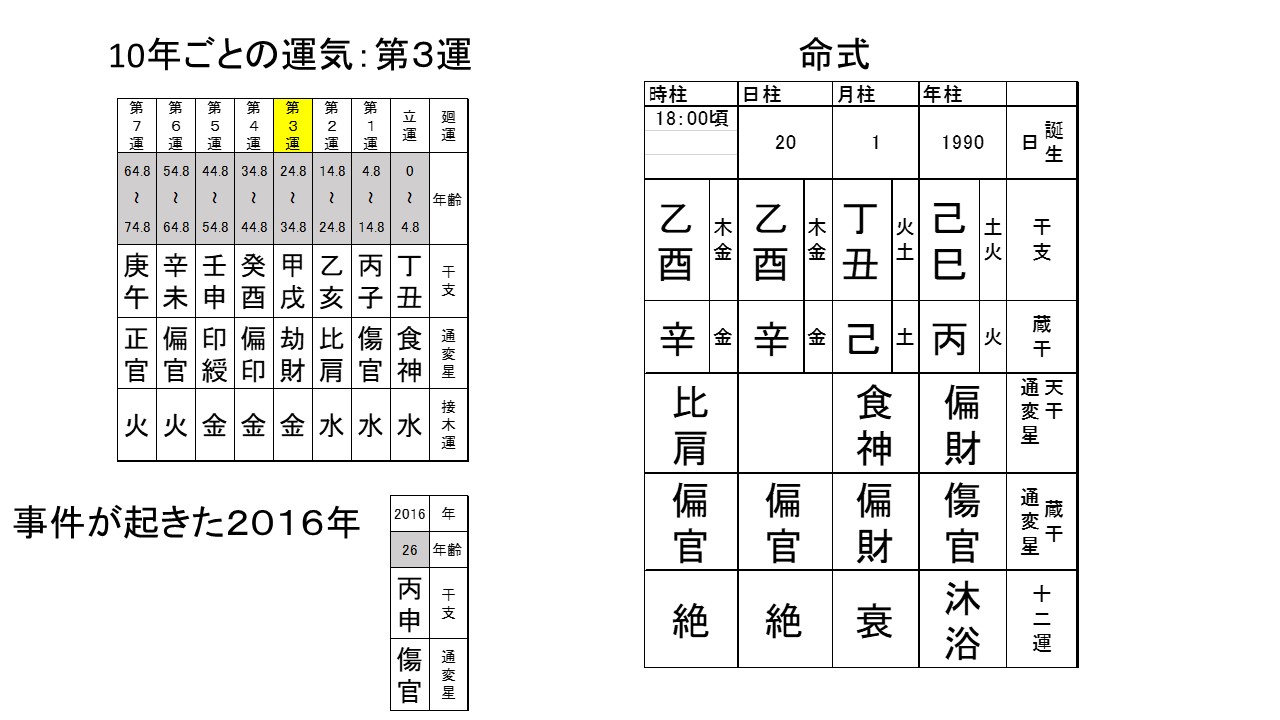 10年ごとの運気：第３運
第７運 第６運 第５運 第４運 第３運 第２運 第１運 立運 廻運
64.8～74.8 54.8～64.8 44.8～54.8 34.8～44.8 24.8～34.8 14.8～24.8 4.8～14.8 0～4.8 年齢
庚午 辛未 壬申 癸酉 甲戌 乙亥 丙子 丁丑 干支
正官 偏官 印綬 偏印 劫財 比肩 傷官 食神 通変星
火 火 金 金 金 水 水 水 接木運
事件が起きた２０１６年
2016 年
26 年齢
丙申 干支
傷官 通変星
命式
時柱 日柱 月柱 年柱
18：00頃 20 1 1990 誕生日
乙酉 木金 乙酉 木金 丁丑 火土 己巳 土火 干支
辛 金 辛 金 己 土 丙 火 蔵干
比肩 食神 偏財 天干通変星
偏官 偏官 偏財 傷官 蔵干通変星
絶 絶 衰 沐浴 十二運